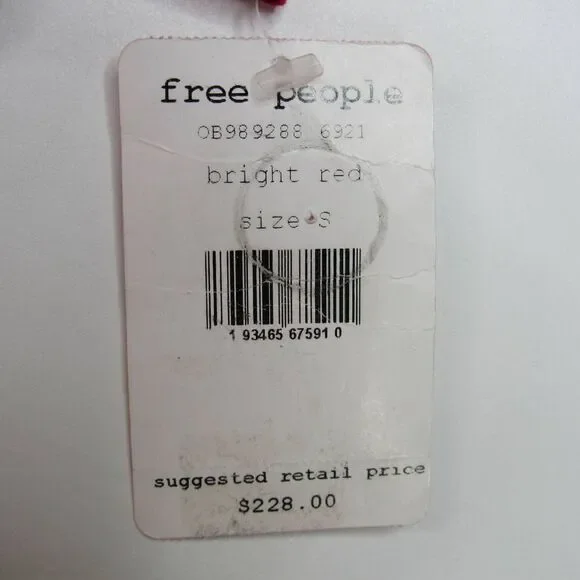 free people
OB989288 6921
bright red
size S
1 93465 67591 0
suggested retail price
$228.00